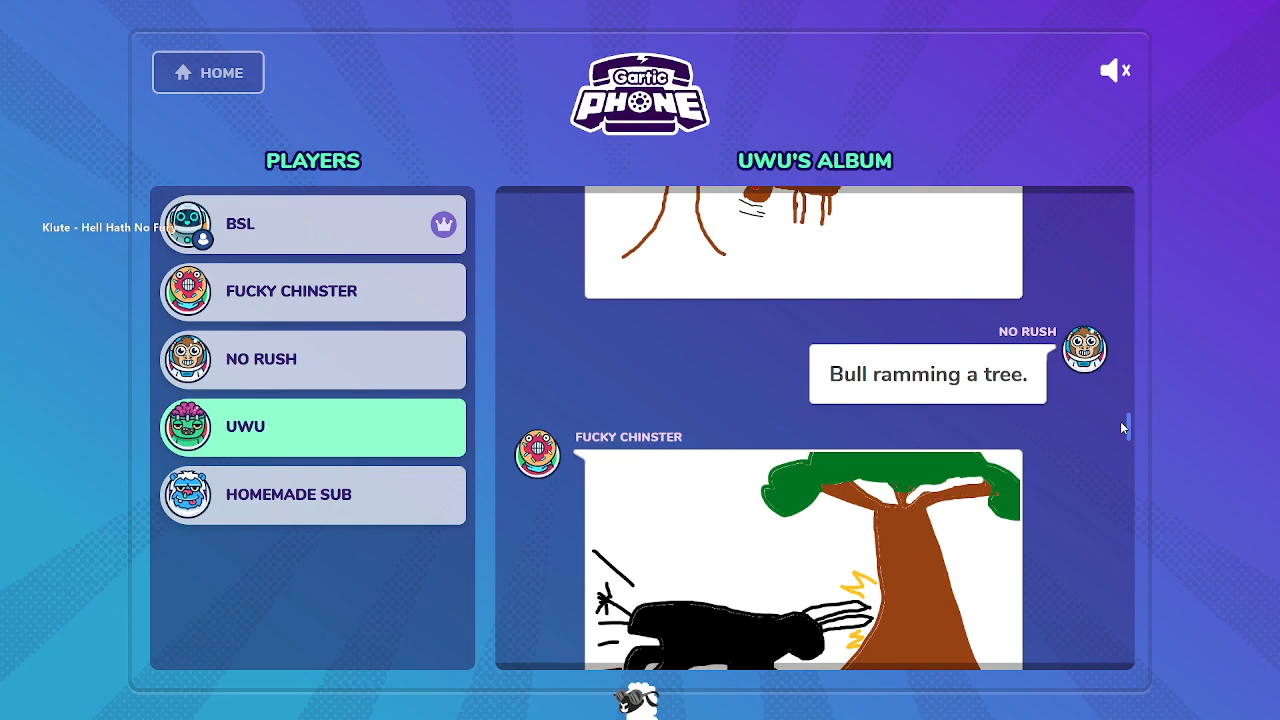 HOME
Gartic
PHONE
x
PLAYERS
UWU'S ALBUM
BSL
Klute - Hell Hath No Fury
FUCKY CHINSTER
NO RUSH
UWU
HOMEMADE SUB
NO RUSH
Bull ramming a tree.
FUCKY CHINSTER